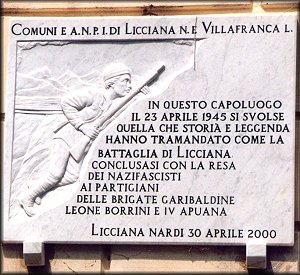 COMUNI E A.N.P.I. DI LICCIANA N. E VILLAFRANCA L.
IN QUESTO CAPOLUOGO
IL 23 APRILE 1945 SI SVOLSE
QUELLA CHE STORIA E LEGGENDA
HANNO TRAMANDATO COME LA
BATTAGLIA DI LICCIANA
CONCLUSASI CON LA RESA
DEI NAZIFASCISTI
AI PARTIGIANI
DELLE BRIGATE GARIBALDINE
LEONE BORRINI E IV APUANA
LICCIANA NARDI 30 APRILE 2000